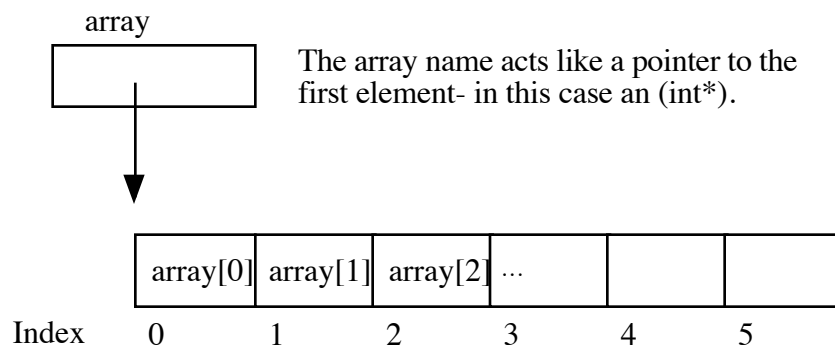 array
The array name acts like a pointer to the
first element- in this case an (int*).
array[0] array[1] array[2] ...
Index 0 1 2 3 4 5